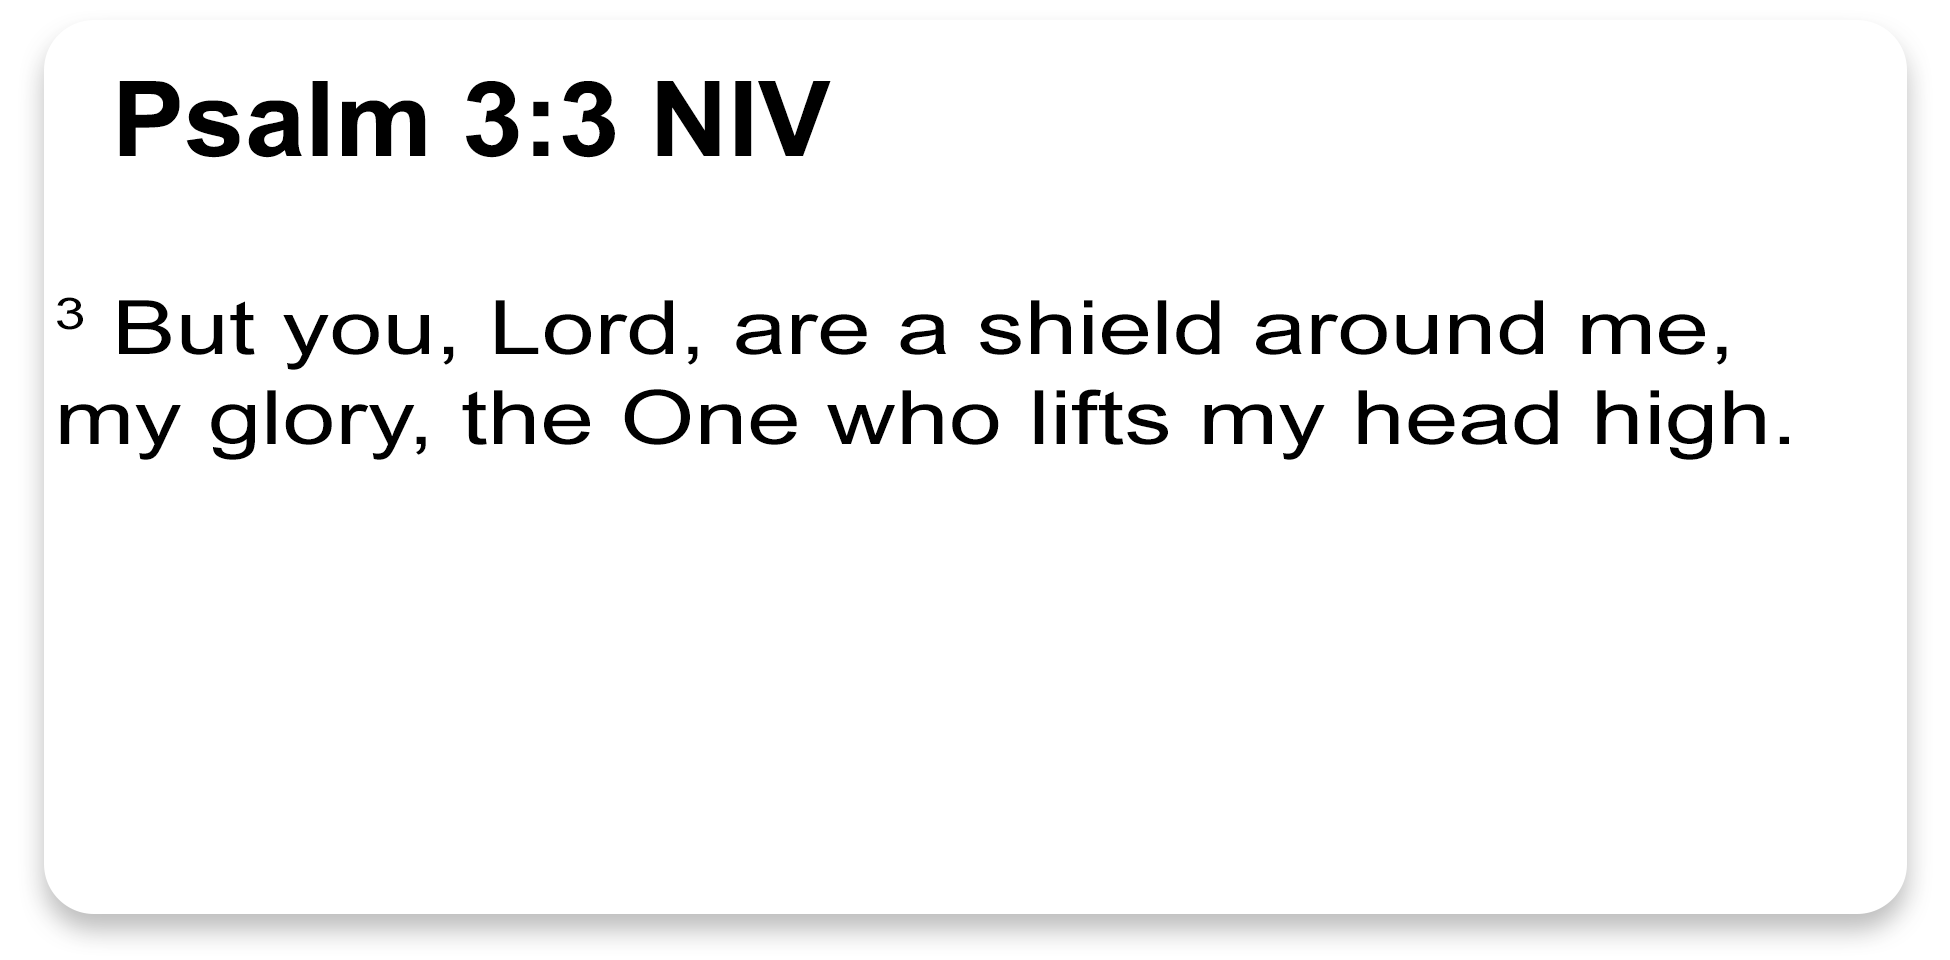 Psalm 3:3 NIV
³ But you, Lord, are a shield around me,
my glory, the One who lifts my head high.